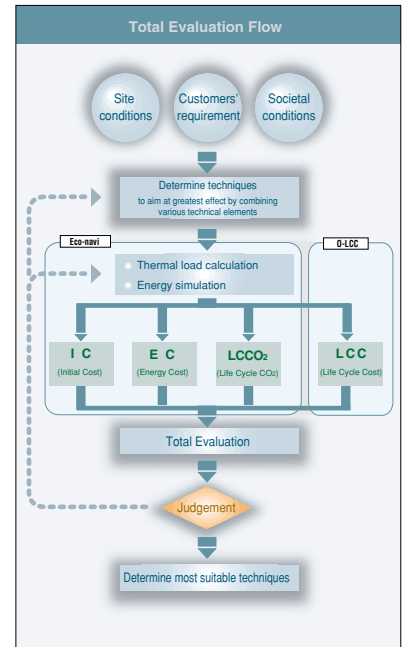 Total Evaluation Flow
Site
conditions
Customers'
requirement
Societal
conditions
Determine techniques
to aim at greatest effect by combining
various technical elements
Eco-navi
O-LCC
Thermal load calculation
Energy simulation
I C
(Initial Cost)
E C
(Energy Cost)
LCCO2
(Life Cycle CO2)
LCC
(Life Cycle Cost)
Total Evaluation
Judgement
Determine most suitable techniques